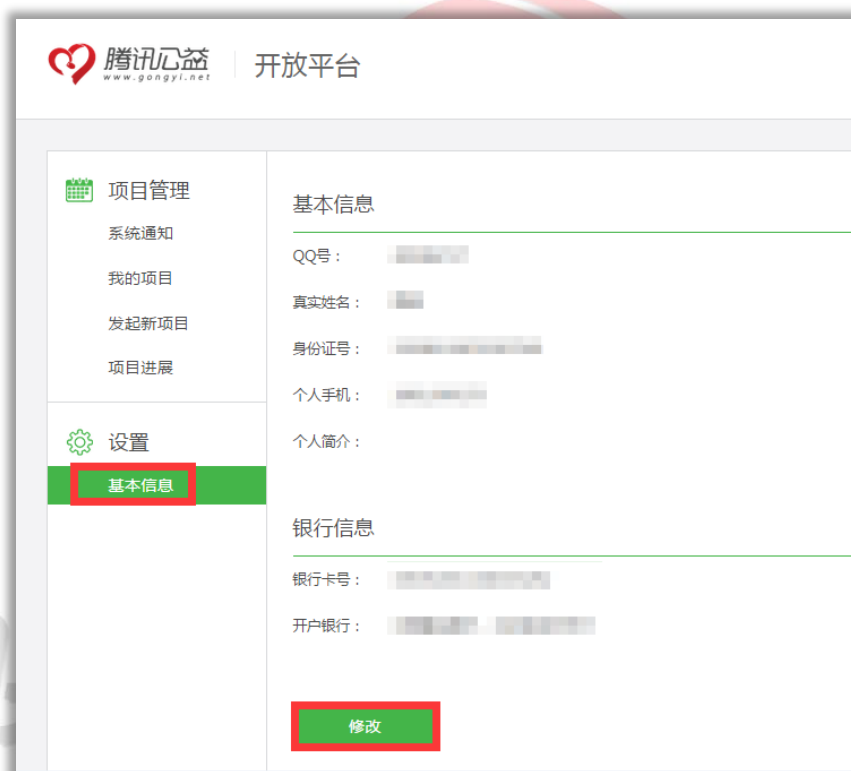 腾讯公益
www.gongyi.net
开放平台
项目管理
系统通知
我的项目
发起新项目
项目进展
设置
基本信息
基本信息
QQ号：
真实姓名：
身份证号：
个人手机：
个人简介：
银行信息
银行卡号：
开户银行：
修改